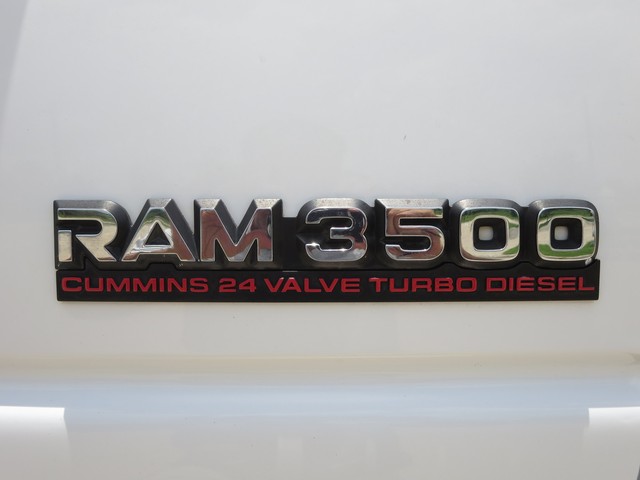 RAM 3500
CUMMINS 24 VALVE TURBO DIESEL